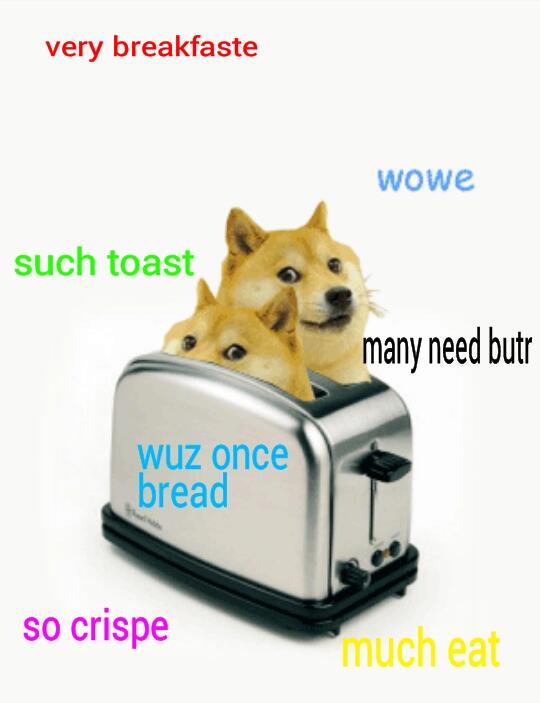 very breakfaste
wowe
such toast
many need butr
wuz once
bread
so crispe
much eat